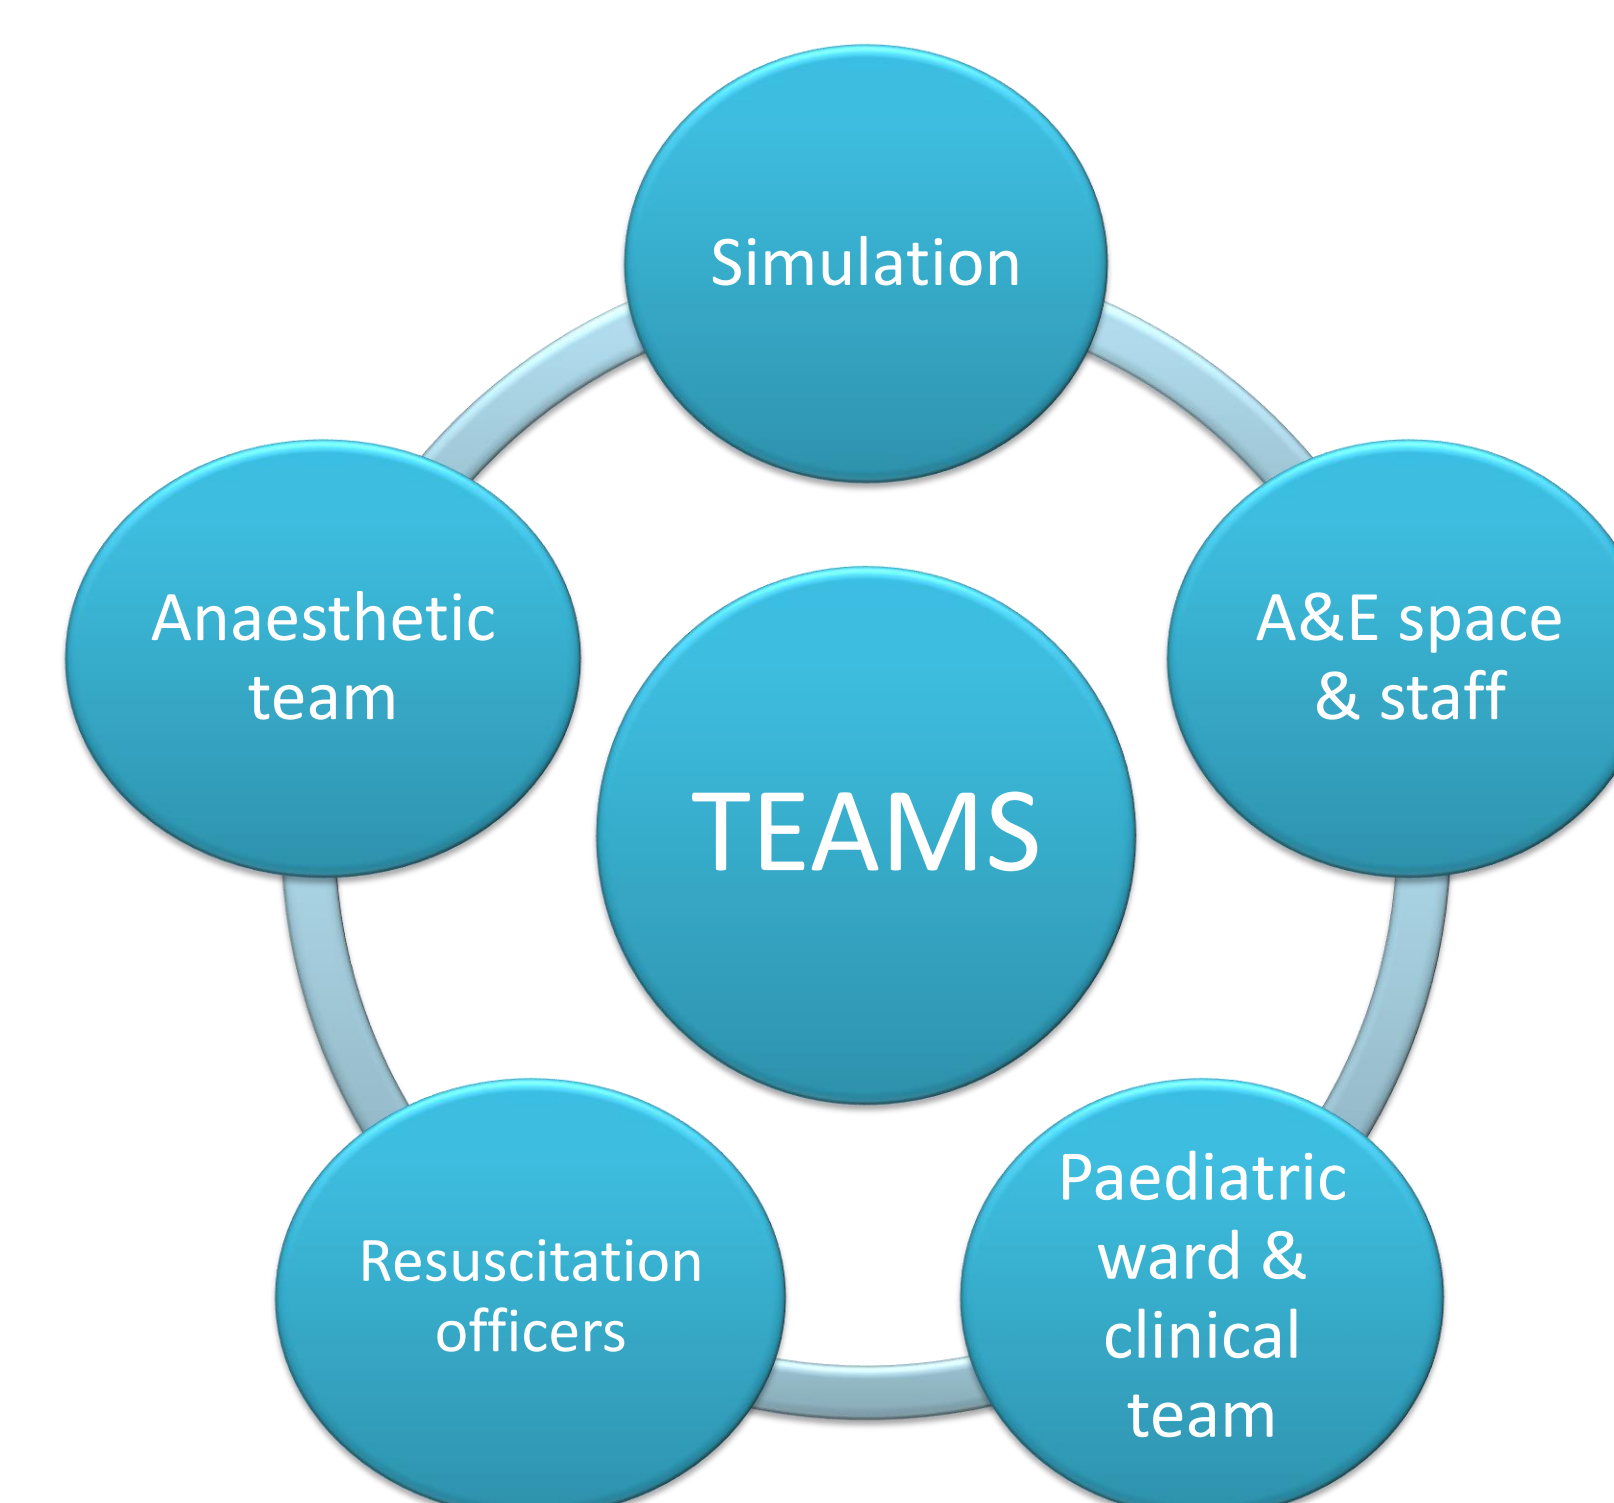 Simulation
A&E space
& staff
Paediatric
ward &
clinical
team
Resuscitation
officers
Anaesthetic
team
TEAMS